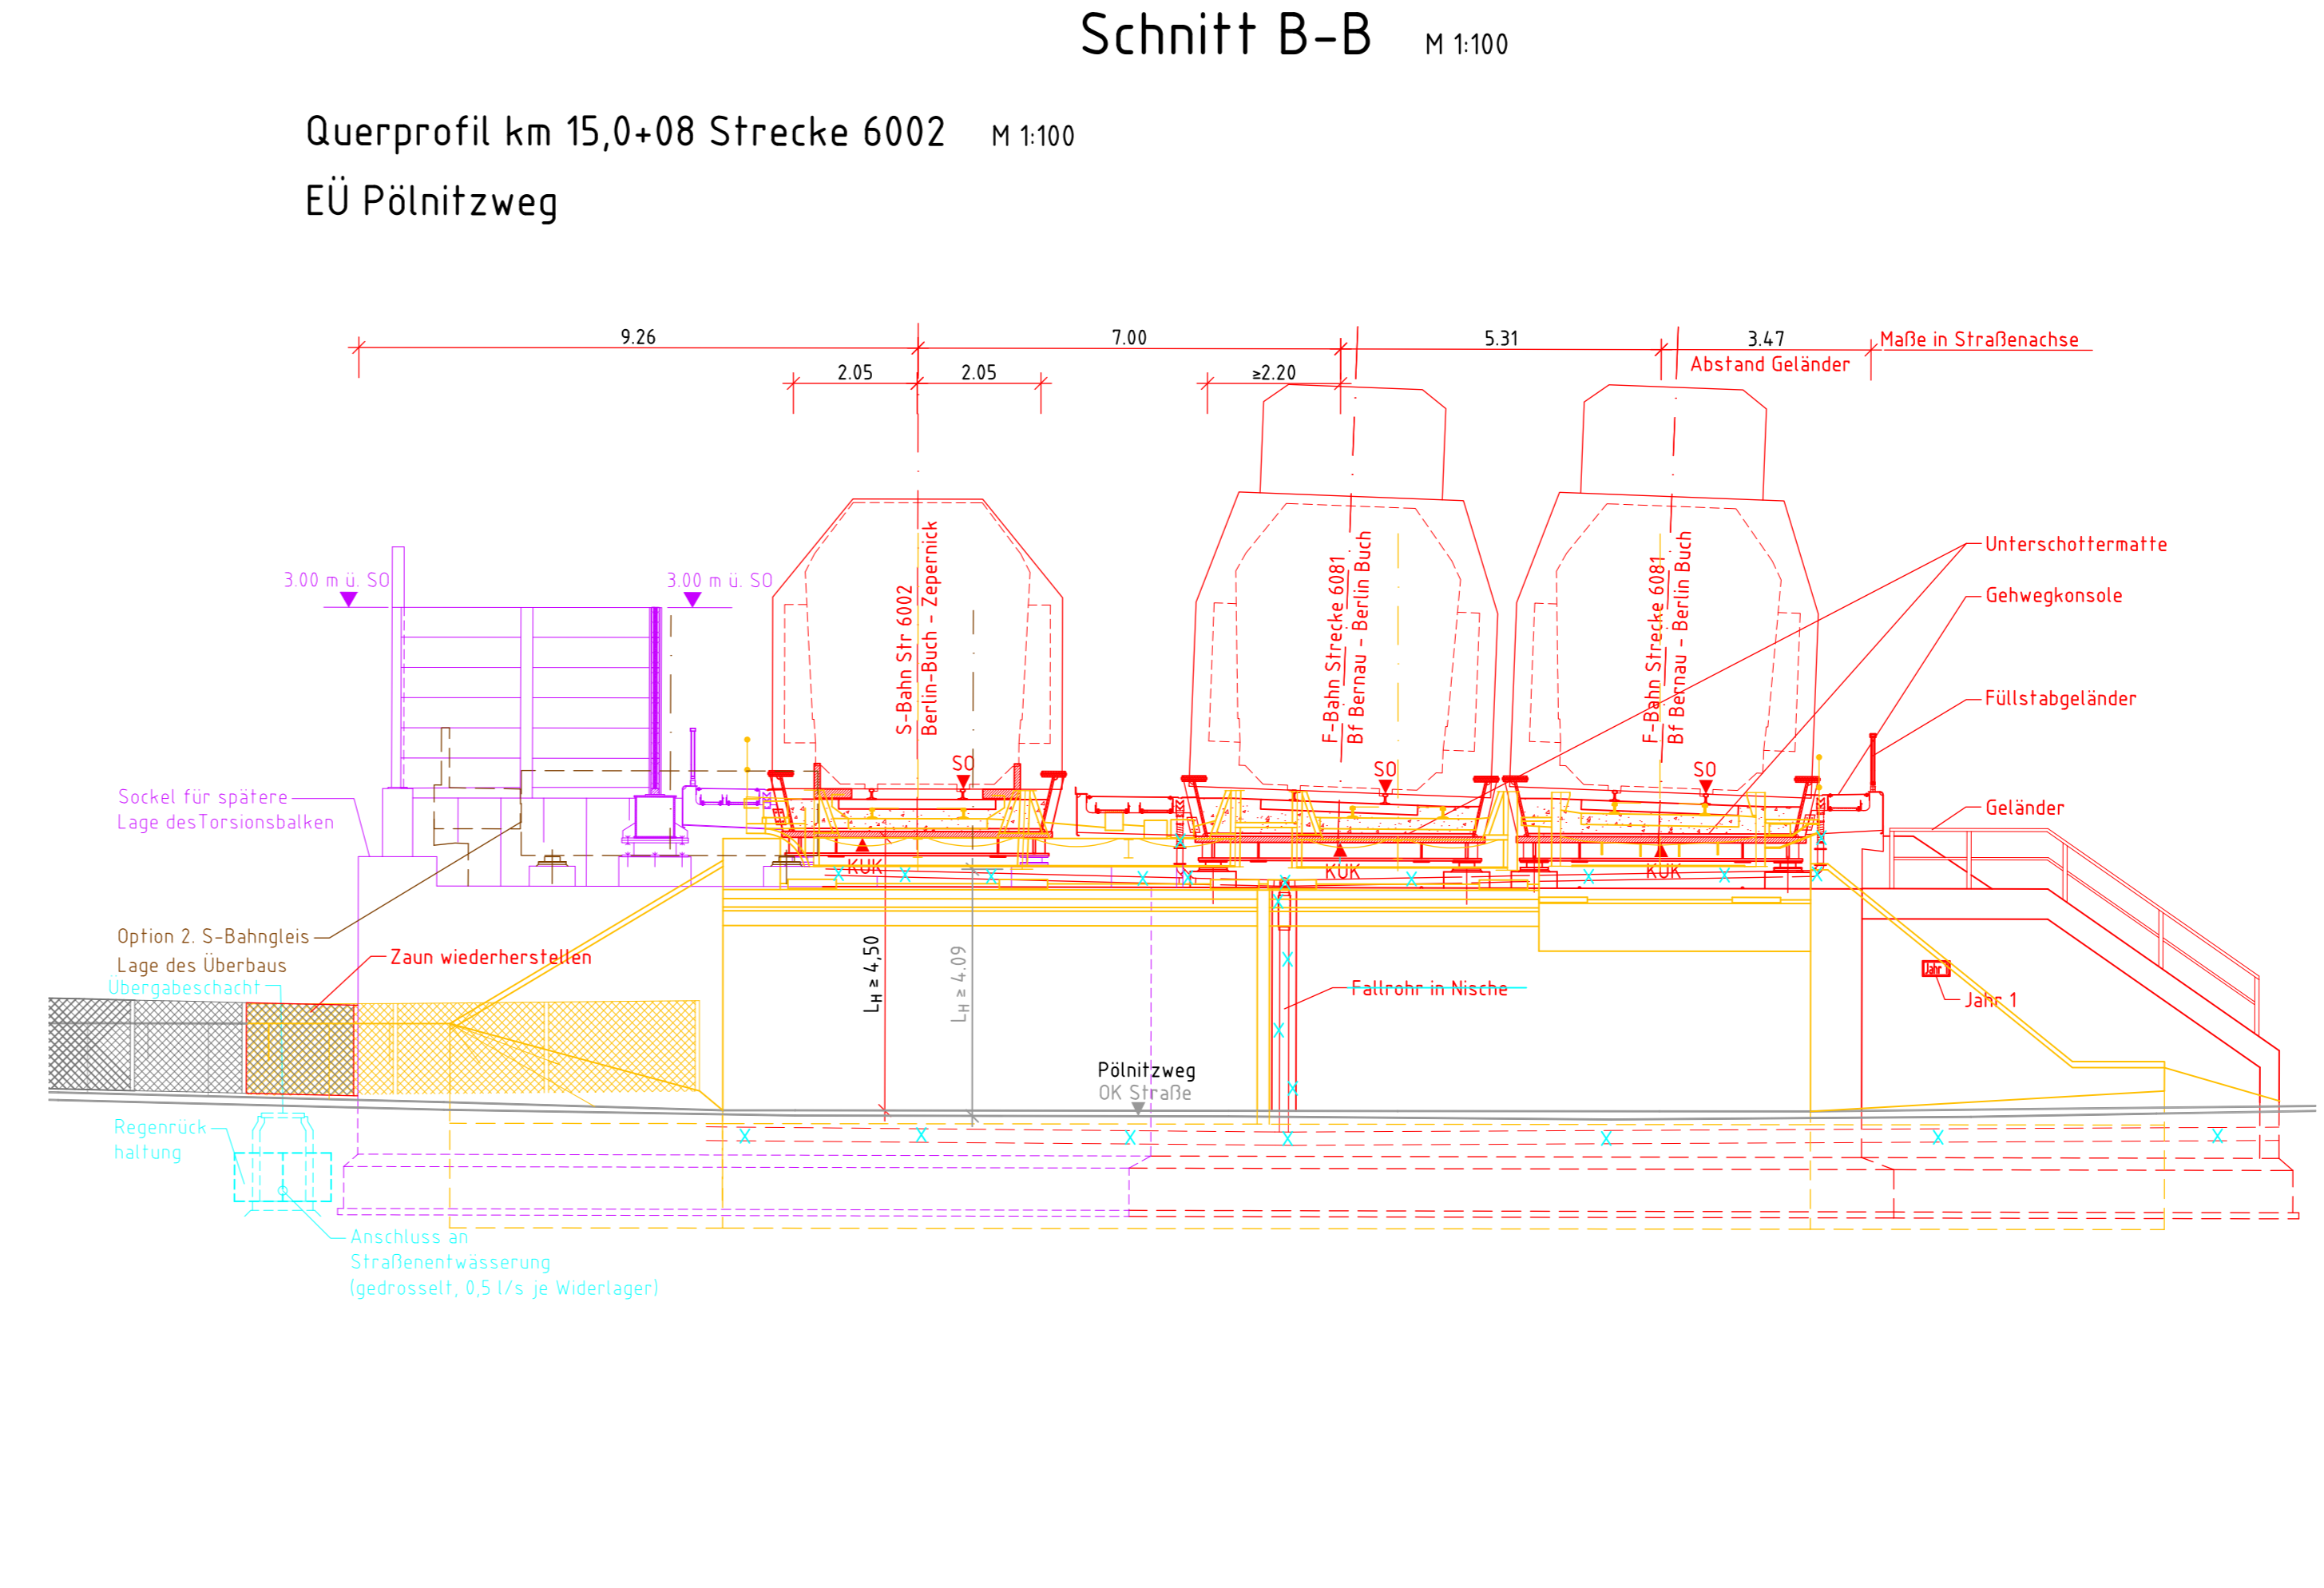 Schnitt B-B M 1:100
Querprofil km 15,0+08 Strecke 6002 M 1:100
EÜ Pölnitzweg
9.26
7.00
5.31
3.47
Maße in Straßenachse
Abstand Geländer
2.05
2.05
≥2.20
3.00 m ü. SO
3.00 m ü. SO
S-Bahn Str 6002
Berlin-Buch - Zepernick
F-Bahn Strecke 6081
Bf Bernau - Berlin Buch
F-Bahn Strecke 6081
Bf Bernau - Berlin Buch
Unterschottermatte
Gehwegkonsole
Füllstabgeländer
Geländer
SO
SO
SO
KUK
KUK
KUK
Sockel für spätere
Lage desTorsionsbalken
Option 2. S-Bahngleis
Lage des Überbaus
Zaun wiederherstellen
Übergabeschacht
LH ≥ 4,50
LH ≥ 4.09
Fallrohr in Nische
Jahr 1
Jahr 1
Pölnitzweg
OK Straße
Regenrück
haltung
Anschluss an
Straßenentwässerung
(gedrosselt, 0,5 l/s je Widerlager)